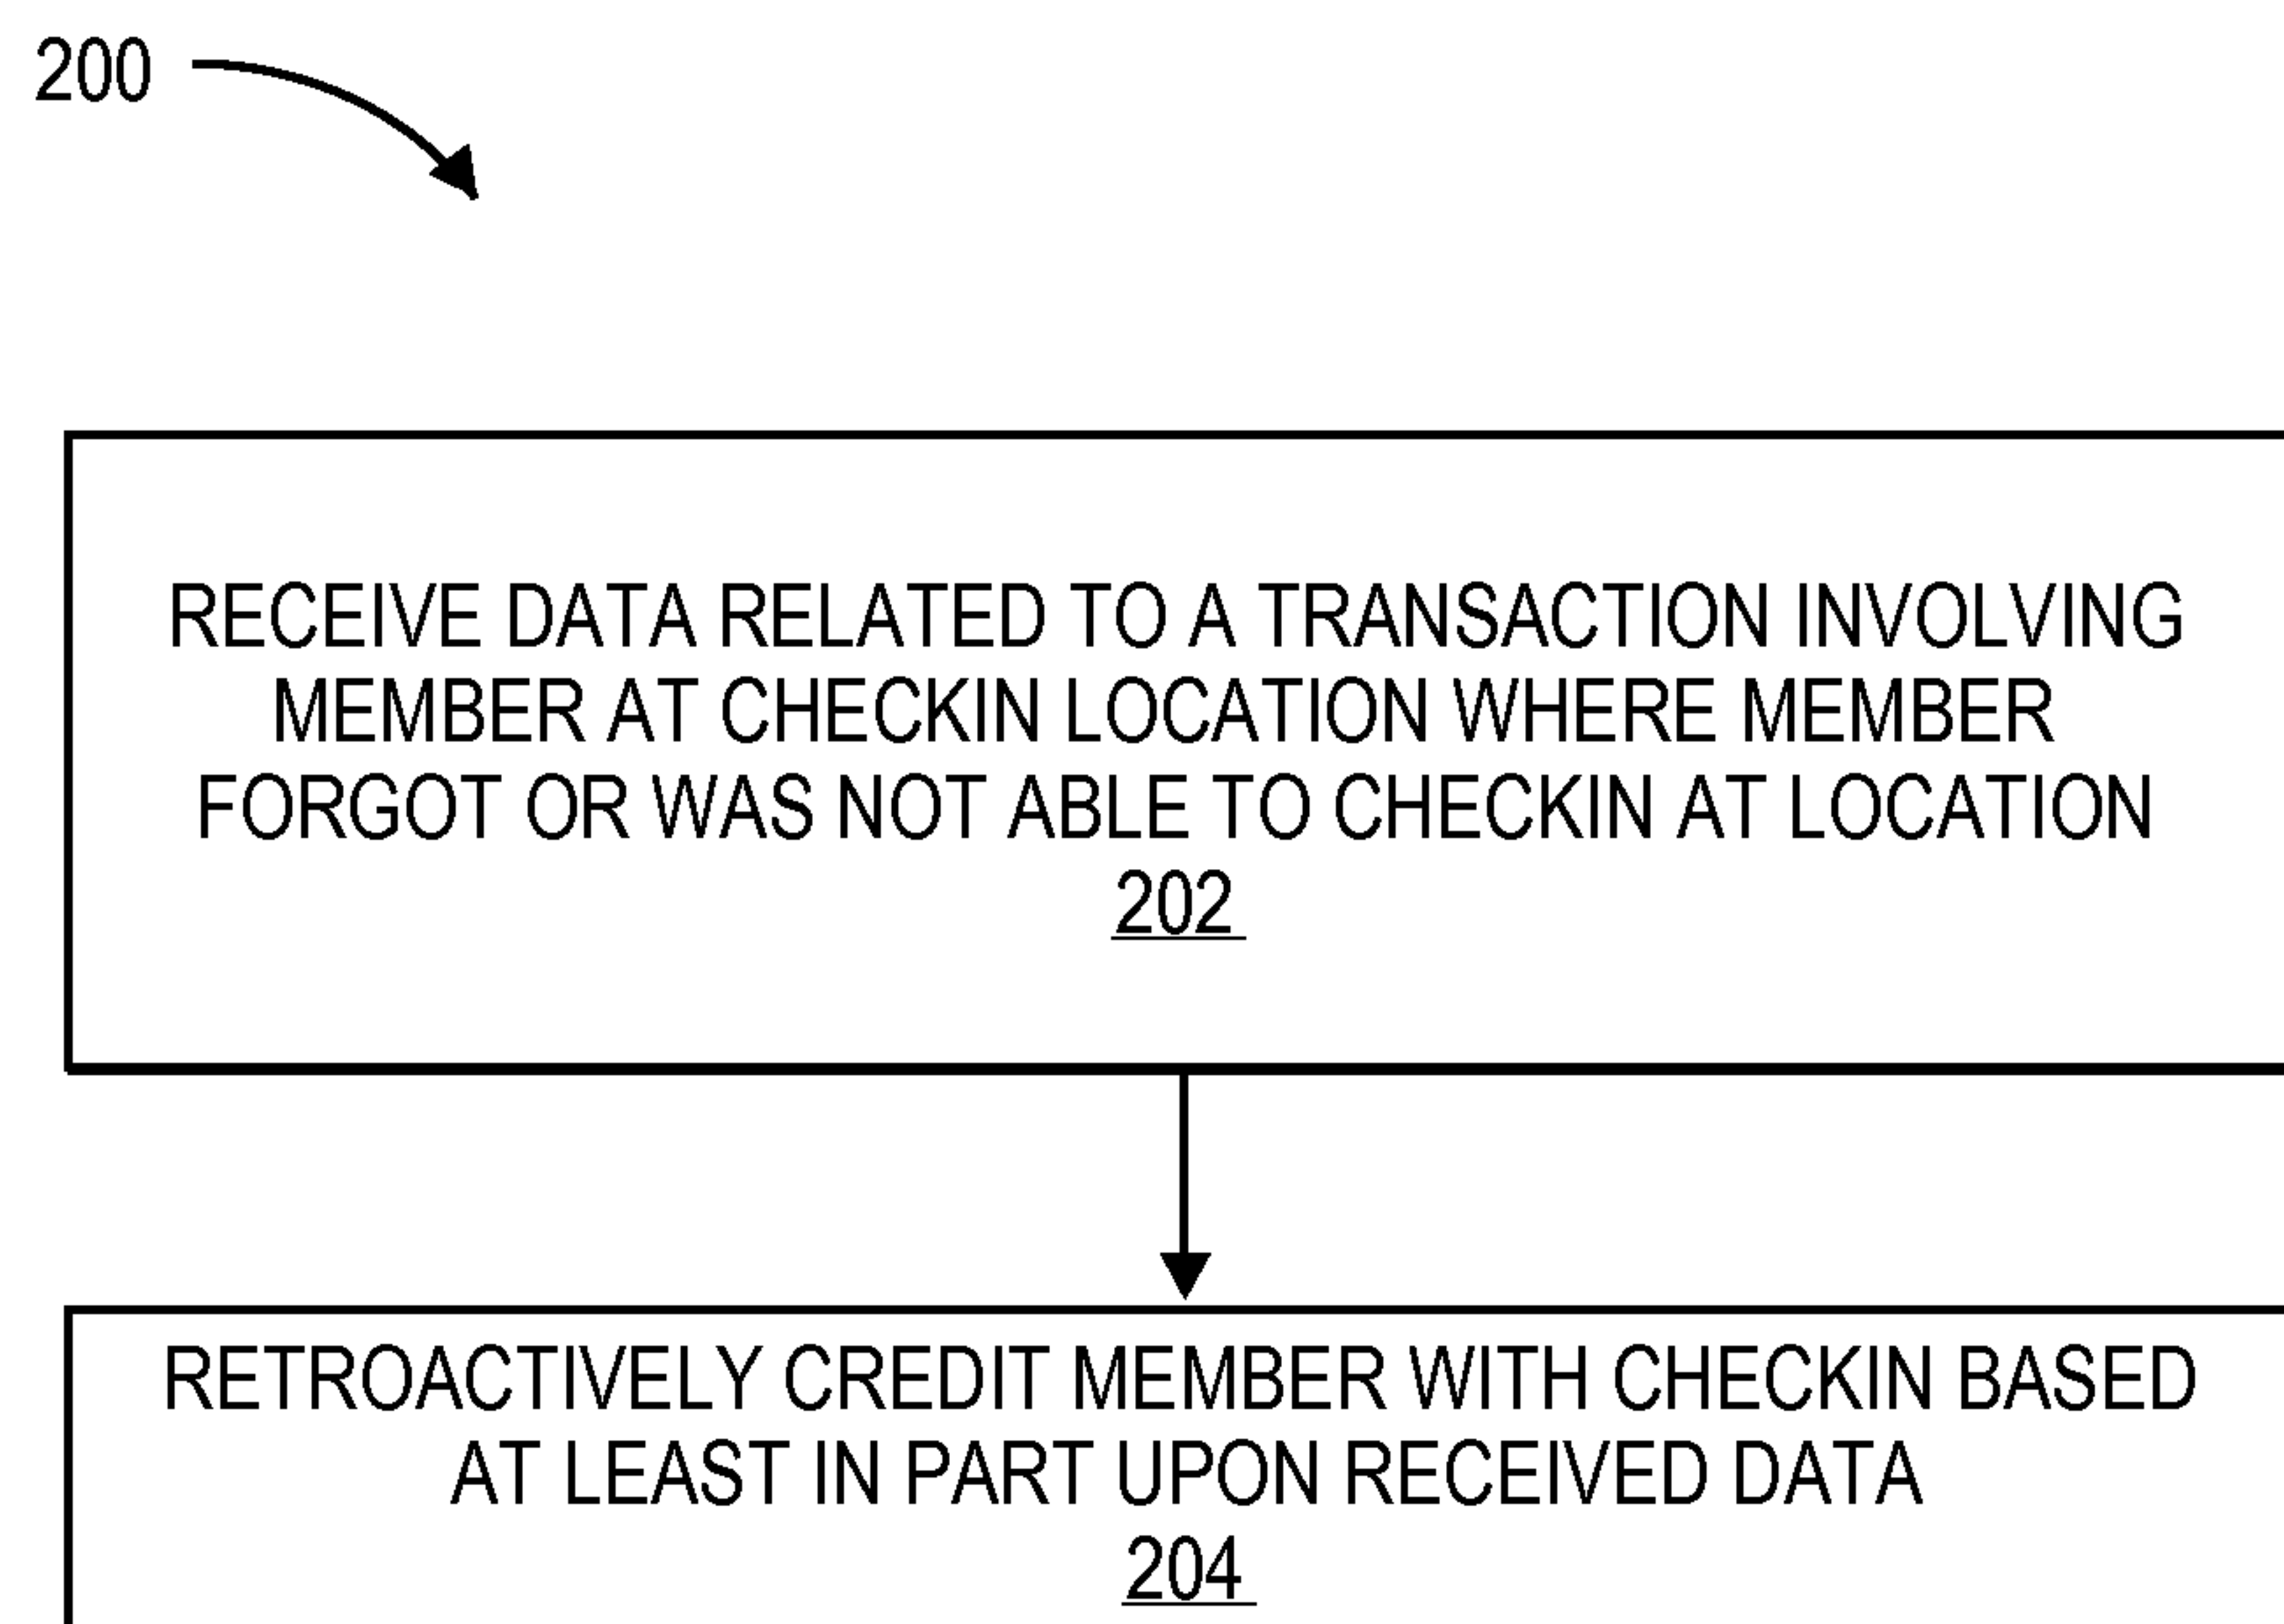 200
RECEIVE DATA RELATED TO A TRANSACTION INVOLVING
MEMBER AT CHECKIN LOCATION WHERE MEMBER
FORGOT OR WAS NOT ABLE TO CHECKIN AT LOCATION
202
RETROACTIVELY CREDIT MEMBER WITH CHECKIN BASED
AT LEAST IN PART UPON RECEIVED DATA
204